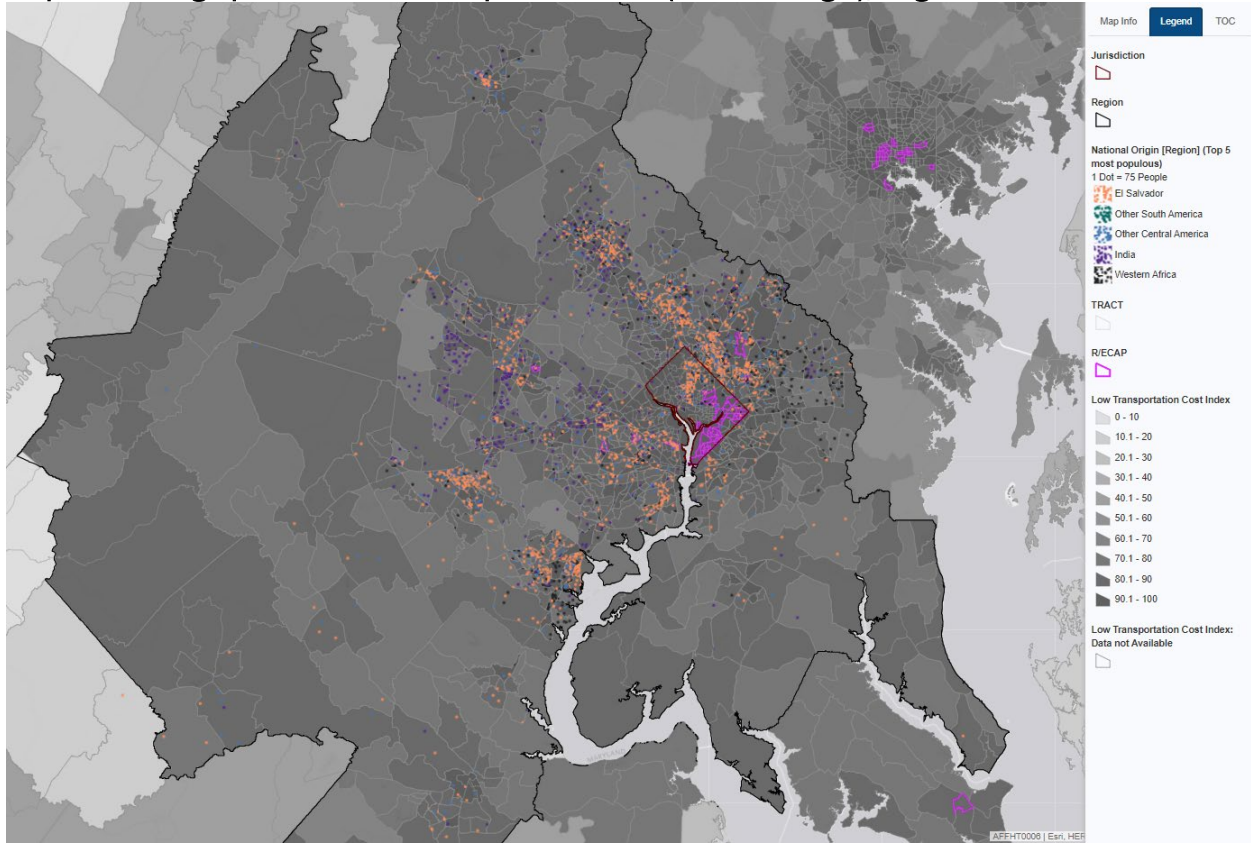 Map Info
Legend
TOC
Jurisdiction
Region
National Origin [Region] (Top 5
most populous)
1 Dot = 75 People
El Salvador
Other South America
Other Central America
India
Western Africa
TRACT
R/ECAP
Low Transportation Cost Index
0 - 10
10.1 - 20
20.1 - 30
30.1 - 40
40.1 - 50
50.1 - 60
60.1 - 70
70.1 - 80
80.1 - 90
90.1 - 100
Low Transportation Cost Index:
Data not Available
MARYLAND
AFFHT0006 | Esri, HER